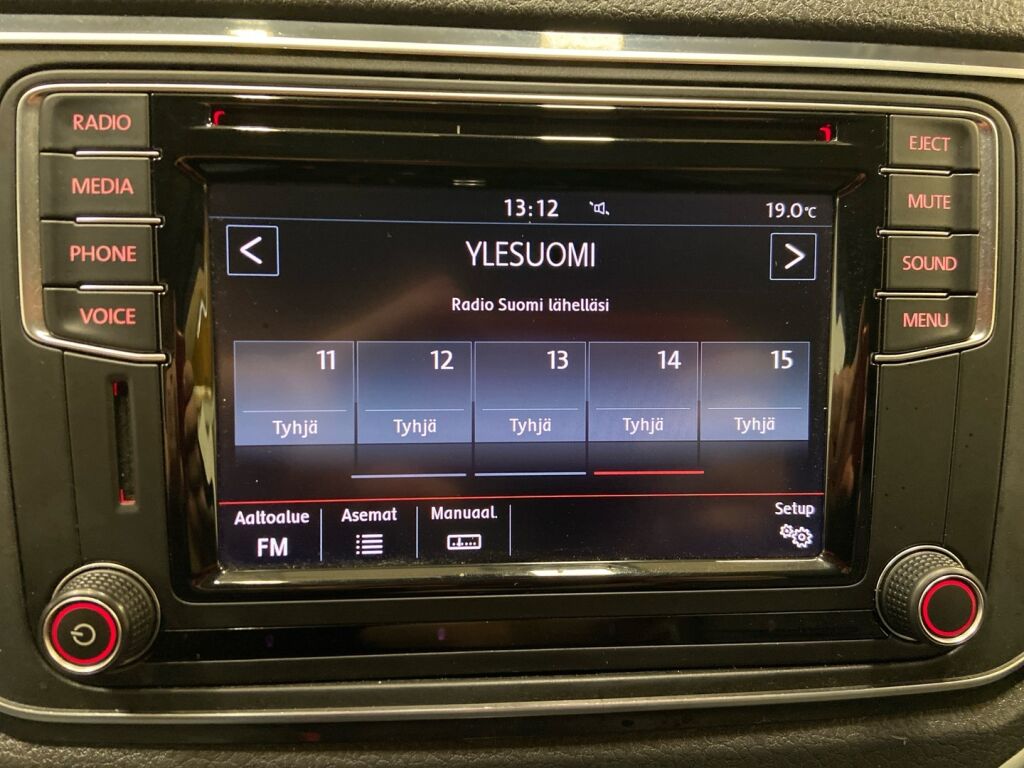 RADIO
MEDIA
PHONE
VOICE
EJECT
MUTE
SOUND
MENU
13:12 19.0°C
< YLESUOMI >
Radio Suomi lähelläsi
11 12 13 14 15
Tyhjä Tyhjä Tyhjä Tyhjä Tyhjä
Aaltoalue Asemat Manuaal. Setup
FM